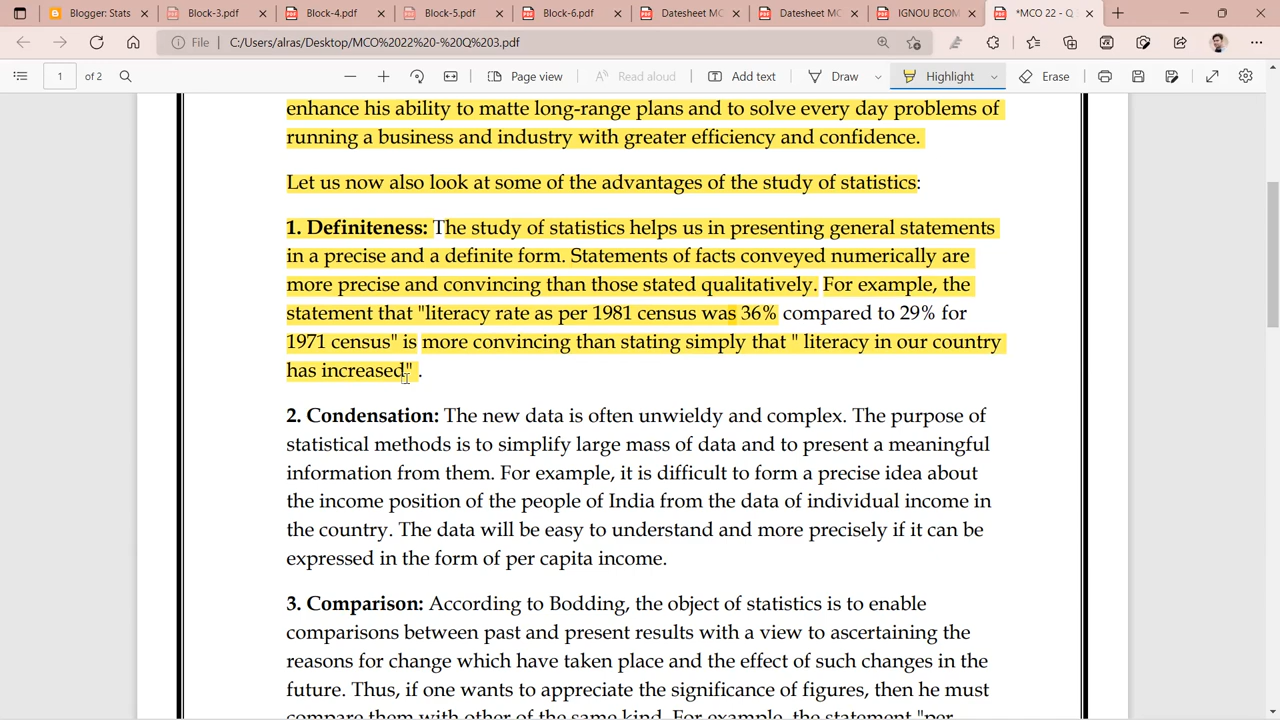 Blogger: Stats
Block-3.pdf
Block-4.pdf
Block-5.pdf
Block-6.pdf
Datesheet MC
Datesheet MC
IGNOU BCOM
*MCO 22 - Q
File
C:/Users/alras/Desktop/MCO%2022%20-%20Q%203.pdf
1 of 2
Page view
Read aloud
Add text
Draw
Highlight
Erase
enhance his ability to matte long-range plans and to solve every day problems of
running a business and industry with greater efficiency and confidence.
Let us now also look at some of the advantages of the study of statistics:
1. Definiteness: The study of statistics helps us in presenting general statements
in a precise and a definite form. Statements of facts conveyed numerically are
more precise and convincing than those stated qualitatively. For example, the
statement that "literacy rate as per 1981 census was 36% compared to 29% for
1971 census" is more convincing than stating simply that " literacy in our country
has increased" .
2. Condensation: The new data is often unwieldy and complex. The purpose of
statistical methods is to simplify large mass of data and to present a meaningful
information from them. For example, it is difficult to form a precise idea about
the income position of the people of India from the data of individual income in
the country. The data will be easy to understand and more precisely if it can be
expressed in the form of per capita income.
3. Comparison: According to Bodding, the object of statistics is to enable
comparisons between past and present results with a view to ascertaining the
reasons for change which have taken place and the effect of such changes in the
future. Thus, if one wants to appreciate the significance of figures, then he must
compare them with other of the same kind. For example, the statement "per